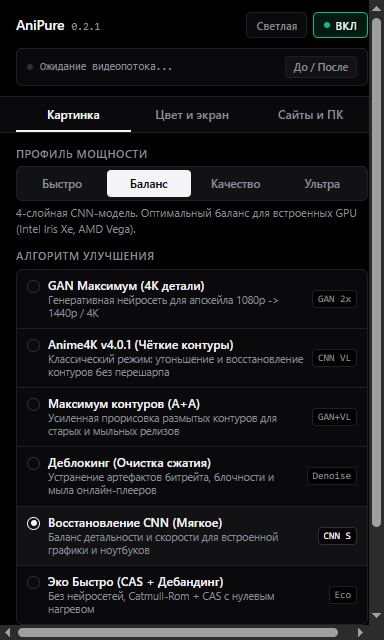 AniPure 0.2.1 Светлая ВКЛ
Ожидание видеопотока... До / После
Картинка Цвет и экран Сайты и ПК
ПРОФИЛЬ МОЩНОСТИ
Быстро Баланс Качество Ультра
4-слойная CNN-модель. Оптимальный баланс для встроенных GPU
(Intel Iris Xe, AMD Vega).
АЛГОРИТМ УЛУЧШЕНИЯ
GAN Максимум (4K детали)
Генеративная нейросеть для апскейла 1080p ->
1440p / 4K
GAN 2x
Anime4K v4.0.1 (Чёткие контуры)
Классический режим: утоньшение и восстановление
контуров без перешарпа
CNN VL
Максимум контуров (A+A)
Усиленная прорисовка размытых контуров для
старых и мыльных релизов
GAN+VL
Деблокинг (Очистка сжатия)
Устранение артефактов битрейта, блочности и
мыла онлайн-плееров
Denoise
Восстановление CNN (Мягкое)
Баланс детальности и скорости для встроенной
графики и ноутбуков
CNN S
Эко Быстро (CAS + Дебандинг)
Без нейросетей, Catmull-Rom + CAS с нулевым
нагревом
Eco